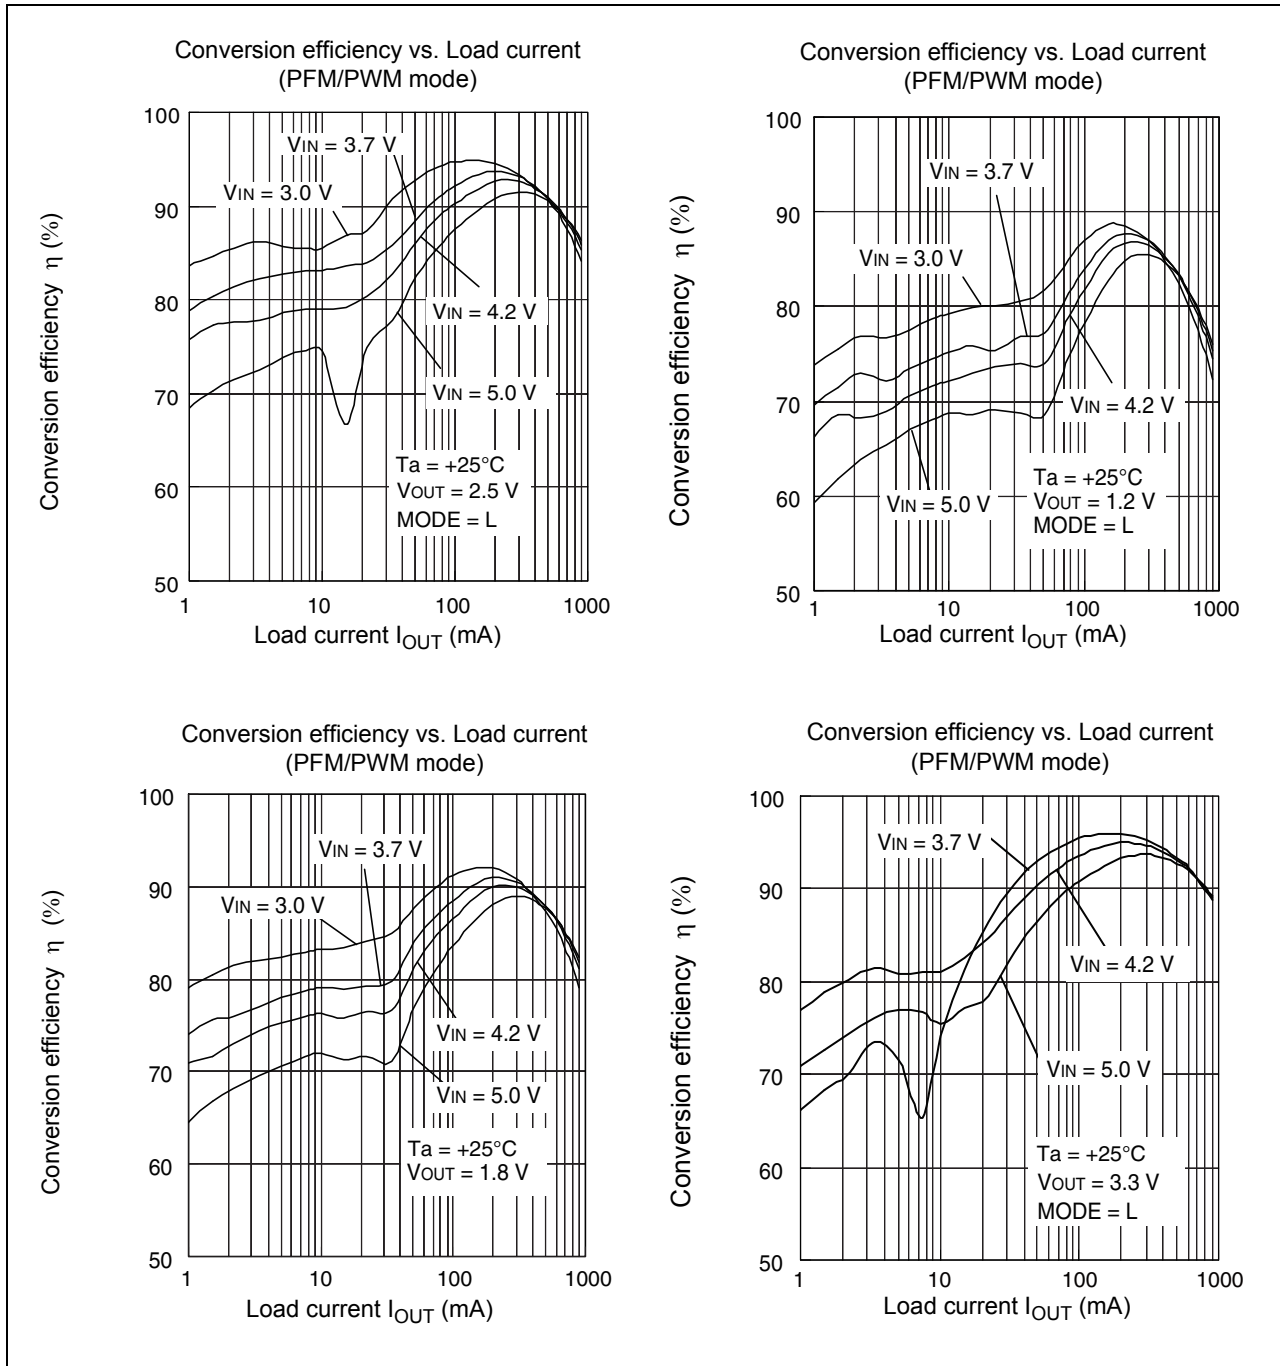 Conversion efficiency vs. Load current
(PFM/PWM mode)
Conversion efficiency η (%)
100
90
80
70
60
50
VIN = 3.7 V
VIN = 3.0 V
VIN = 4.2 V
VIN = 5.0 V
Ta = +25°C
VOUT = 2.5 V
MODE = L
1
10
100
1000
Load current IOUT (mA)
Conversion efficiency vs. Load current
(PFM/PWM mode)
Conversion efficiency η (%)
100
90
80
70
60
50
VIN = 3.7 V
VIN = 3.0 V
VIN = 4.2 V
VIN = 5.0 V
Ta = +25°C
VOUT = 1.2 V
MODE = L
1
10
100
1000
Load current IOUT (mA)
Conversion efficiency vs. Load current
(PFM/PWM mode)
Conversion efficiency η (%)
100
90
80
70
60
50
VIN = 3.7 V
VIN = 3.0 V
VIN = 4.2 V
VIN = 5.0 V
Ta = +25°C
VOUT = 1.8 V
1
10
100
1000
Load current IOUT (mA)
Conversion efficiency vs. Load current
(PFM/PWM mode)
Conversion efficiency η (%)
100
90
80
70
60
50
VIN = 3.7 V
VIN = 4.2 V
VIN = 5.0 V
Ta = +25°C
VOUT = 3.3 V
MODE = L
1
10
100
1000
Load current IOUT (mA)